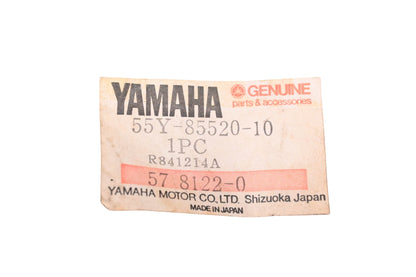 YAMAHA
GENUINE
parts & accessories
55Y-85520-10
1PC
R841214A
57 8122-0
YAMAHA MOTOR CO., LTD. Shizuoka Japan
MADE IN JAPAN